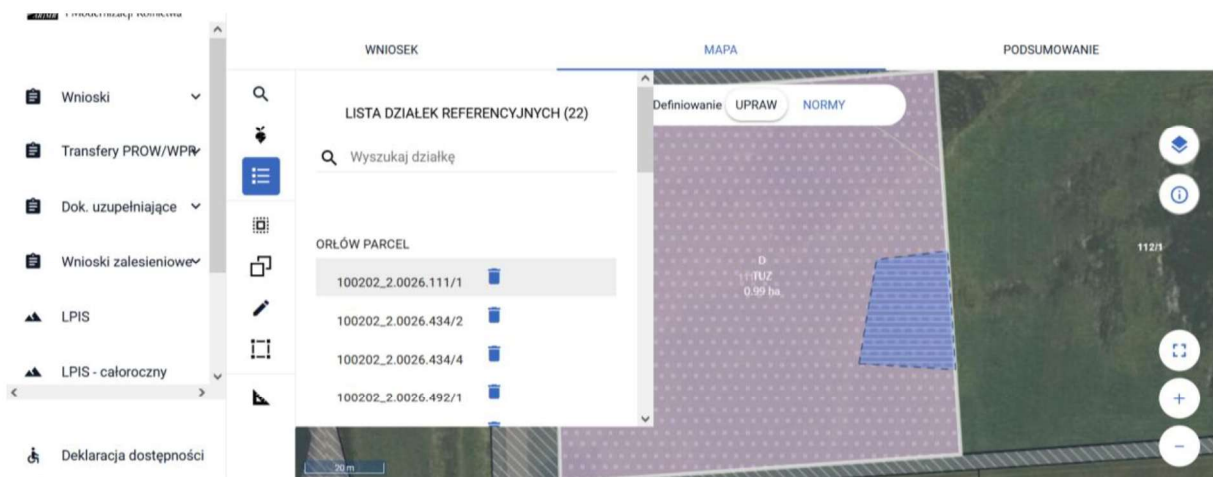 i Modernizacji Rolnictwa
WNIOSEK
MAPA
PODSUMOWANIE
Wnioski
Transfery PROW/WPR
Dok. uzupełniające
Wnioski zalesieniowe
LPIS
LPIS - całoroczny
Deklaracja dostępności
LISTA DZIAŁEK REFERENCYJNYCH (22)
Wyszukaj działkę
ORŁÓW PARCEL
100202_2.0026.111/1
100202_2.0026.434/2
100202_2.0026.434/4
100202_2.0026.492/1
Definiowanie UPRAW NORMY
D
TUZ
0.99 ha
112/1
20 m